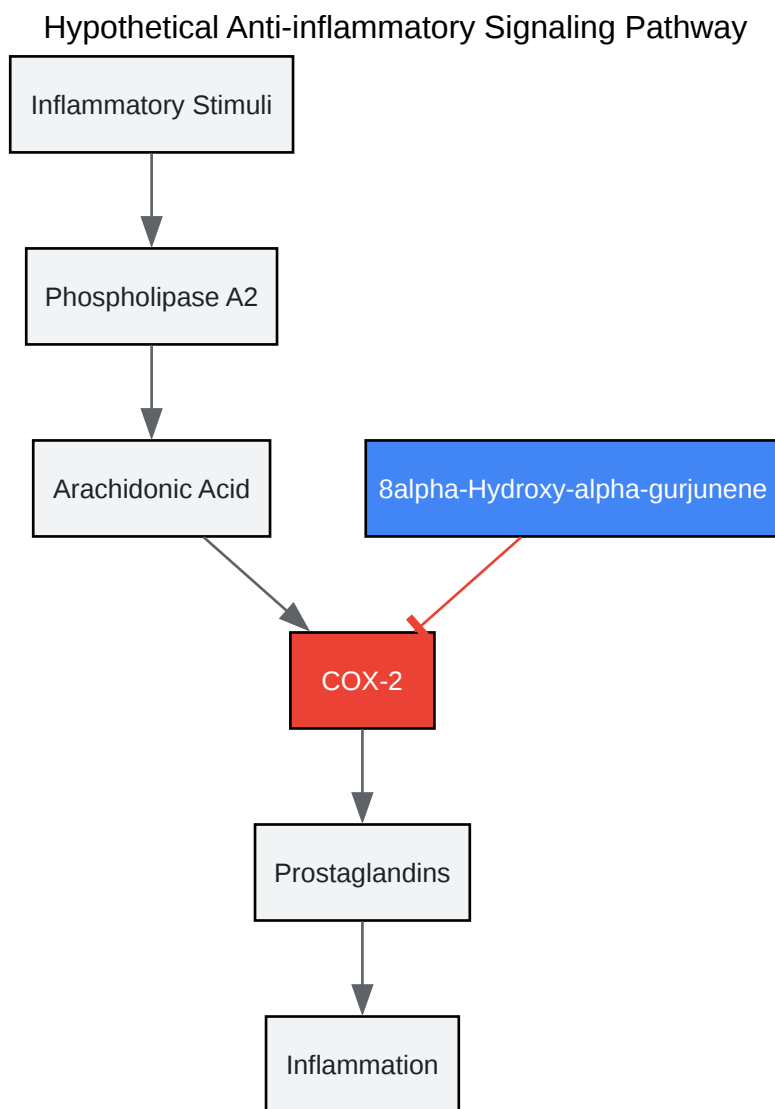 Hypothetical Anti-inflammatory Signaling Pathway
Inflammatory Stimuli
Phospholipase A2
Arachidonic Acid
8alpha-Hydroxy-alpha-gurjunene
COX-2
Prostaglandins
Inflammation